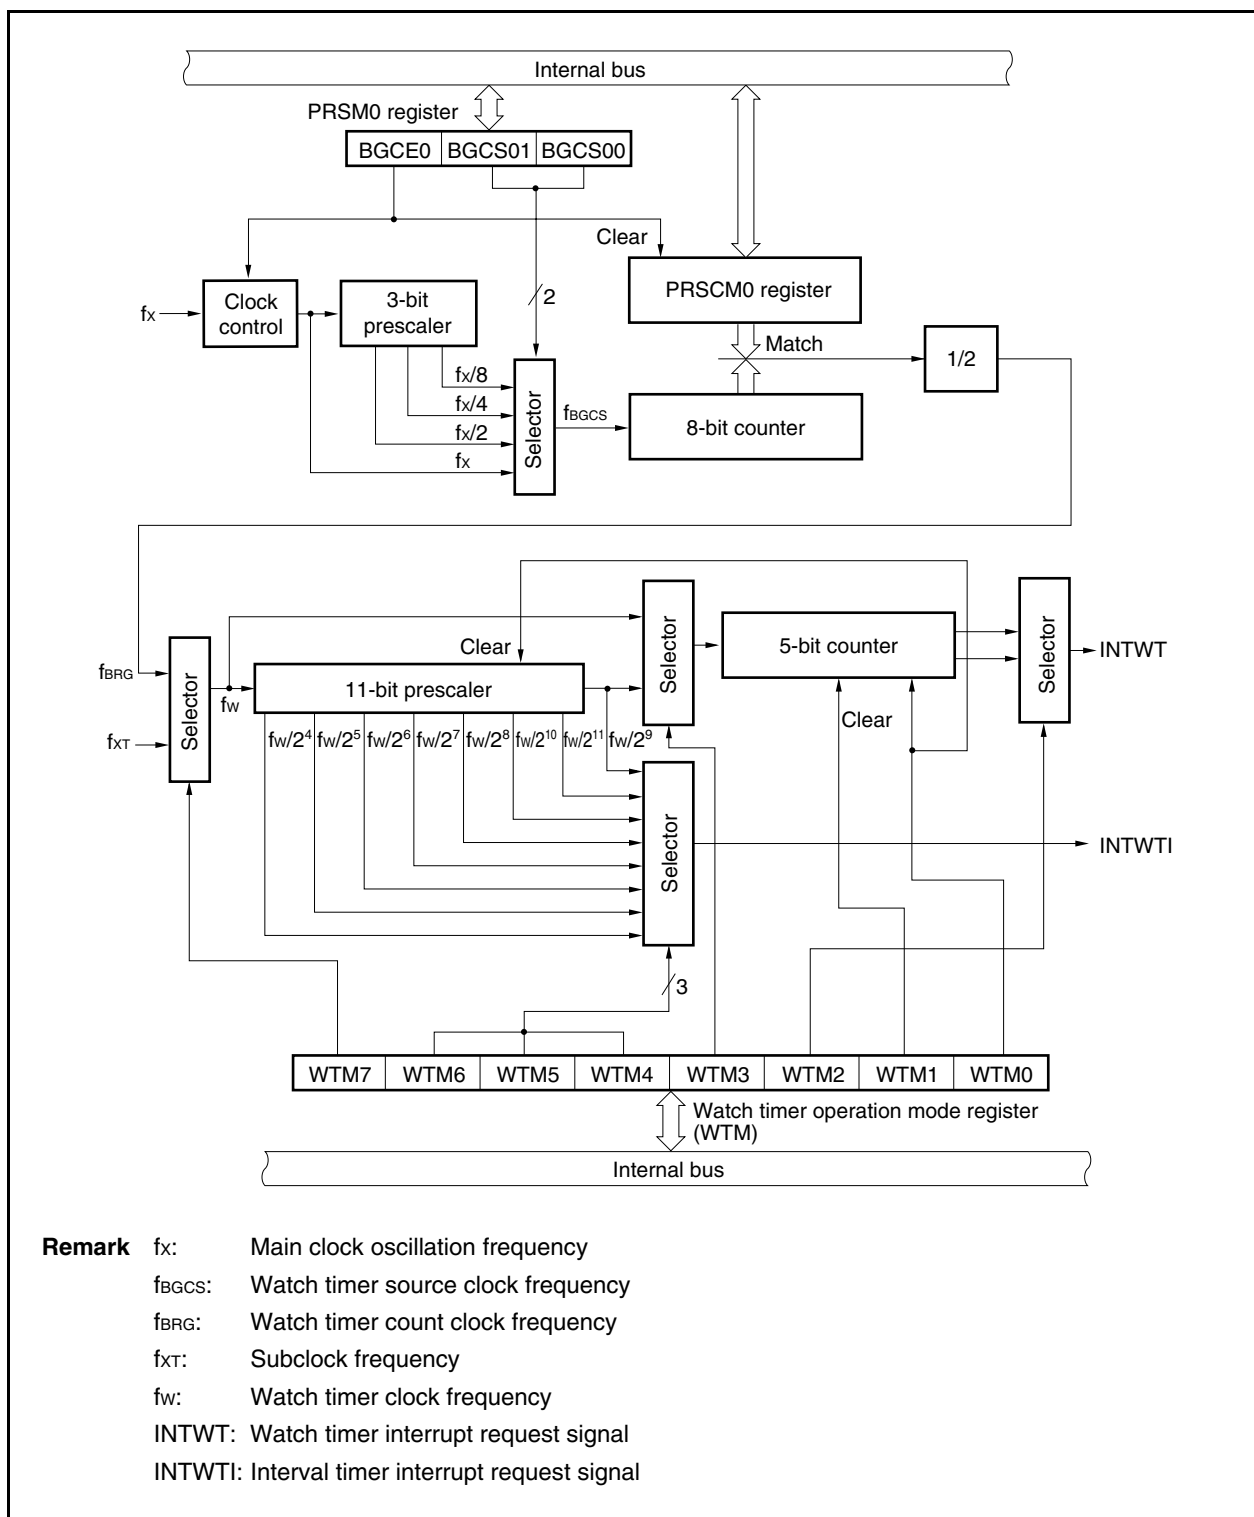 Internal bus
PRSM0 register
BGCE0 BGCS01 BGCS00
Clear
fX
Clock
control
3-bit
prescaler
2
PRSCM0 register
Match
1/2
fX/8
fX/4
fX/2
fX
Selector
fBGCS
8-bit counter
fBRG
fXT
Selector
fW
Clear
11-bit prescaler
Selector
5-bit counter
Clear
Selector
INTWT
fW/2⁴ fW/2⁵ fW/2⁶ fW/2⁷ fW/2⁸ fW/2¹⁰ fW/2¹¹ fW/2⁹
Selector
INTWTI
3
WTM7 WTM6 WTM5 WTM4 WTM3 WTM2 WTM1 WTM0
Watch timer operation mode register
(WTM)
Internal bus
Remark fX: Main clock oscillation frequency
fBGCS: Watch timer source clock frequency
fBRG: Watch timer count clock frequency
fXT: Subclock frequency
fW: Watch timer clock frequency
INTWT: Watch timer interrupt request signal
INTWTI: Interval timer interrupt request signal